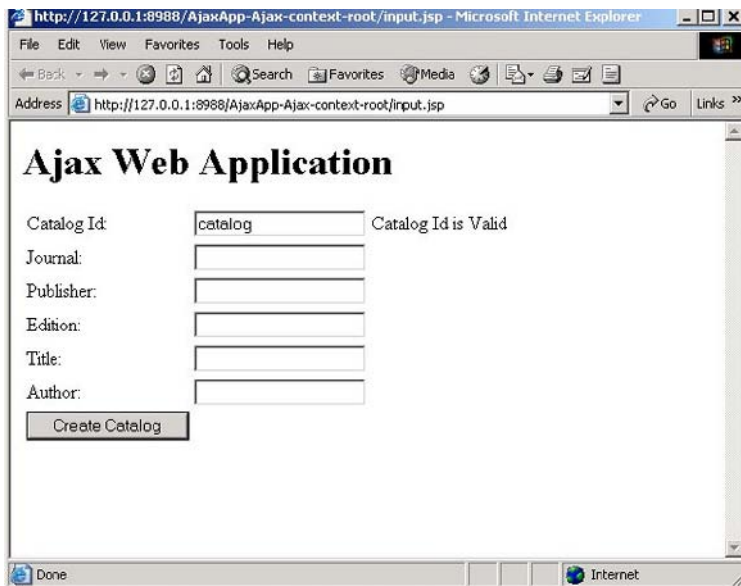 http://127.0.0.1:8988/AjaxApp-Ajax-context-root/input.jsp - Microsoft Internet Explorer
File Edit View Favorites Tools Help
Back Search Favorites Media
Address http://127.0.0.1:8988/AjaxApp-Ajax-context-root/input.jsp Go Links »
Ajax Web Application
Catalog Id: catalog Catalog Id is Valid
Journal:
Publisher:
Edition:
Title:
Author:
Create Catalog
Done Internet